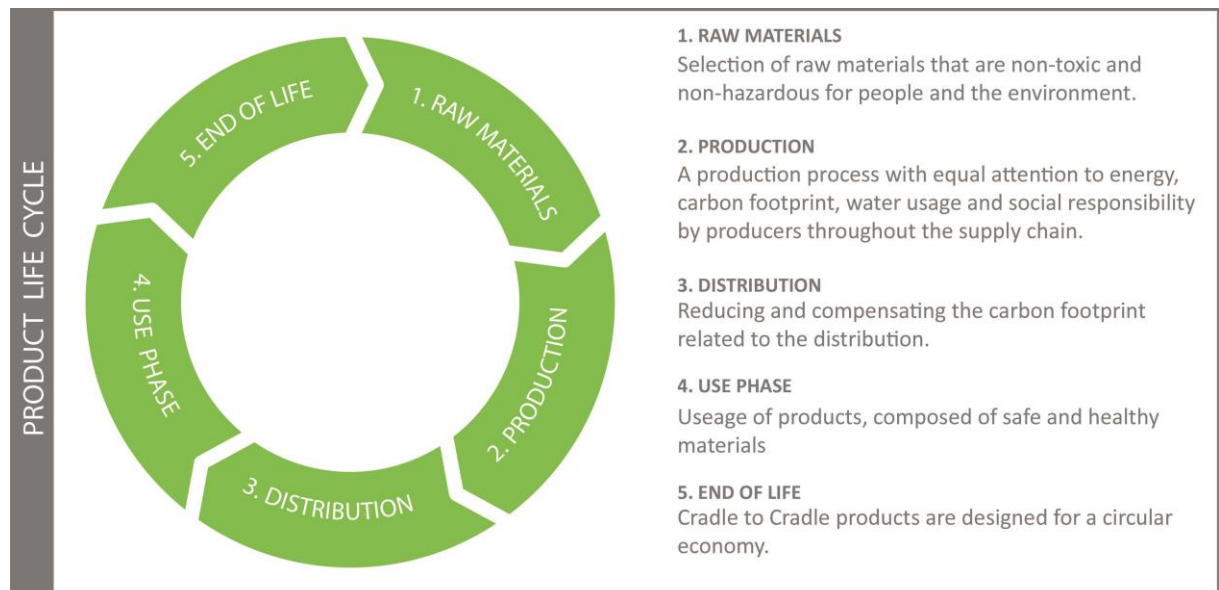 PRODUCT LIFE CYCLE
1. RAW MATERIALS
2. PRODUCTION
3. DISTRIBUTION
4. USE PHASE
5. END OF LIFE
1. RAW MATERIALS
Selection of raw materials that are non-toxic and
non-hazardous for people and the environment.
2. PRODUCTION
A production process with equal attention to energy,
carbon footprint, water usage and social responsibility
by producers throughout the supply chain.
3. DISTRIBUTION
Reducing and compensating the carbon footprint
related to the distribution.
4. USE PHASE
Useage of products, composed of safe and healthy
materials
5. END OF LIFE
Cradle to Cradle products are designed for a circular
economy.